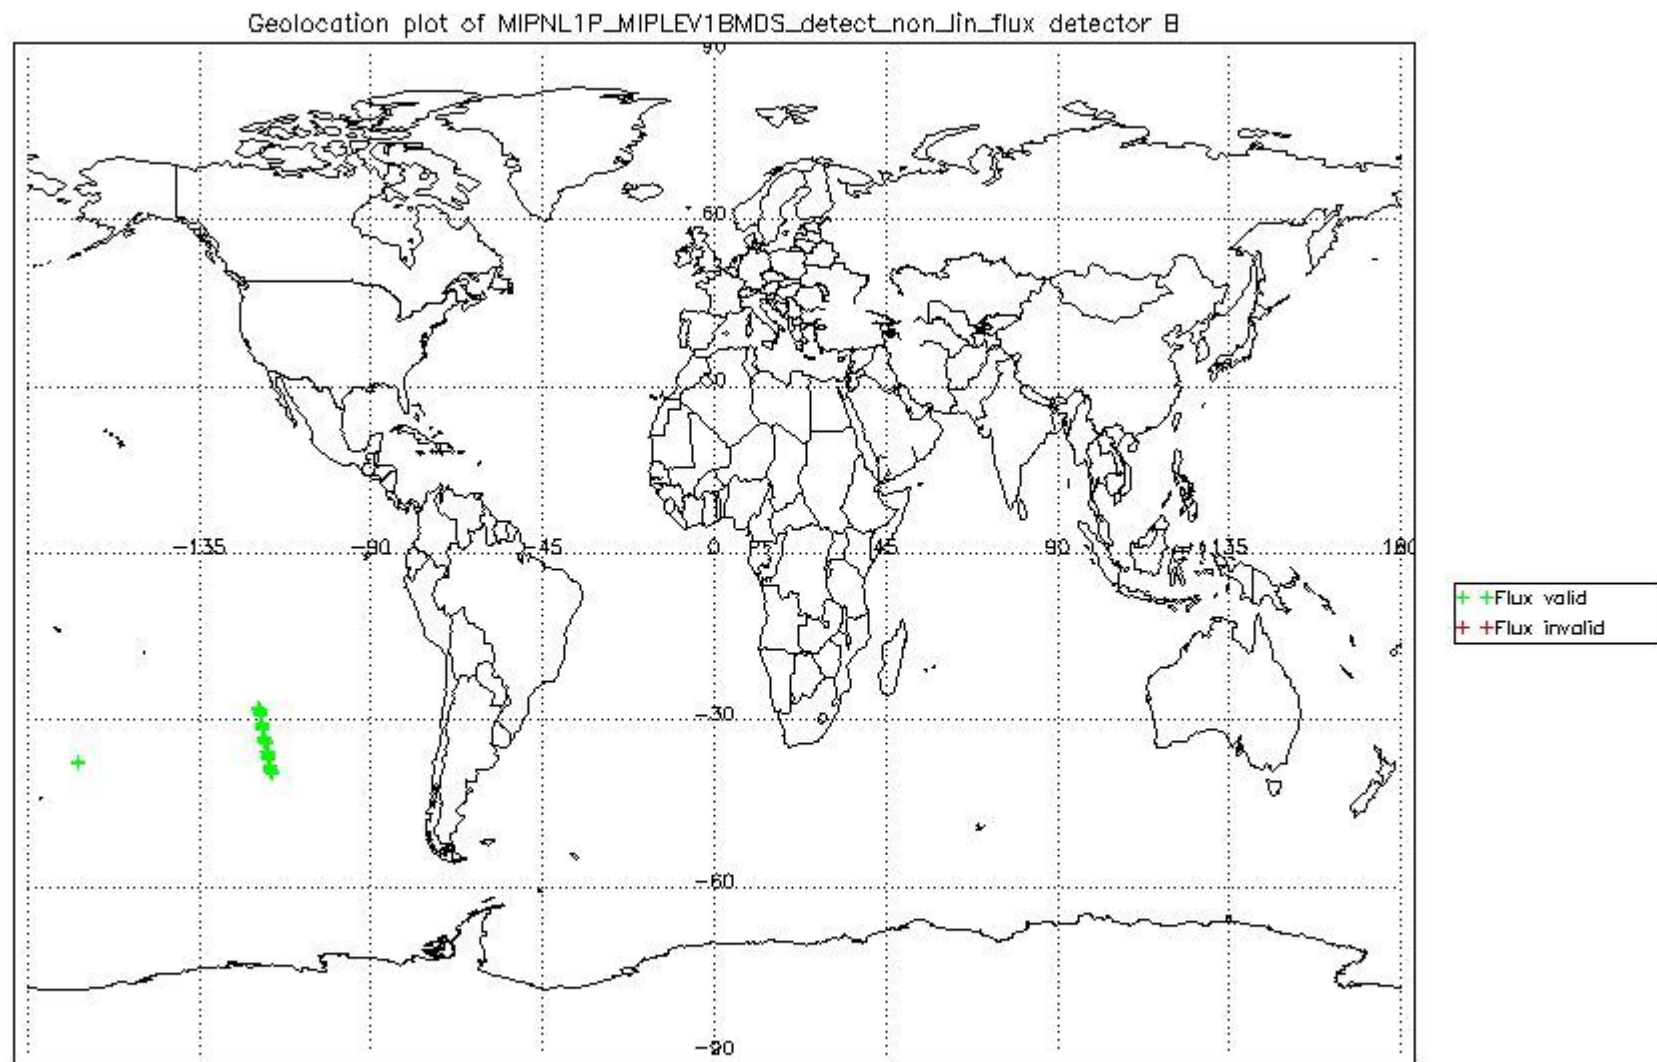 Geolocation plot of MIPNL1P_MIPLEV1BMDS_detect_non_lin_flux detector B
90
60
30
-135 -90 -45 0 45 90 135 180
+ +Flux valid
+ +Flux invalid
-30
-60
-90